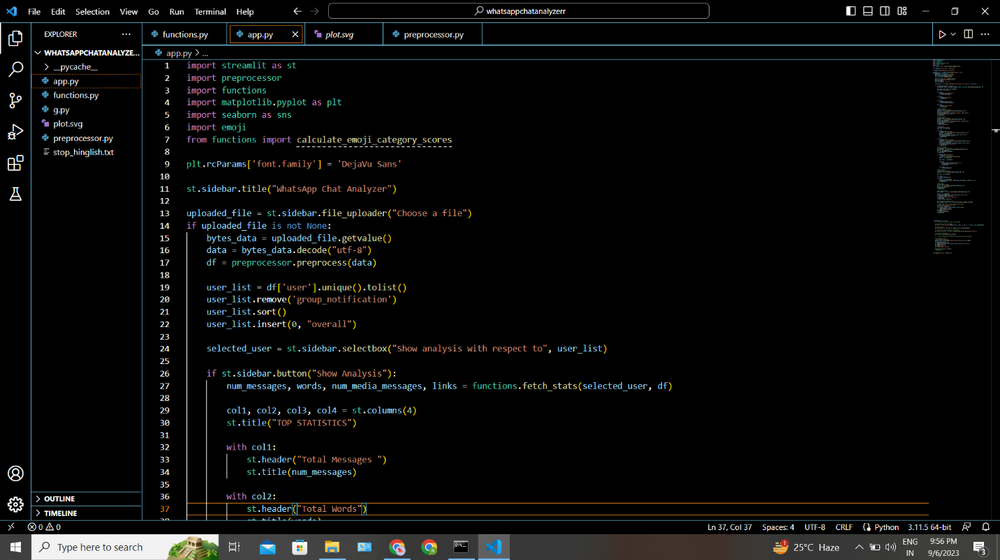 File Edit Selection View Go Run Terminal Help
whatsappchatanalyzerr
EXPLORER
WHATSAPPCHATANALYZE...
__pycache__
app.py
functions.py
g.py
plot.svg
preprocessor.py
stop_hinglish.txt
OUTLINE
TIMELINE
functions.py app.py plot.svg preprocessor.py
app.py > ...
1 import streamlit as st
2 import preprocessor
3 import functions
4 import matplotlib.pyplot as plt
5 import seaborn as sns
6 import emoji
7 from functions import calculate_emoji_category_scores
8
9 plt.rcParams['font.family'] = 'DejaVu Sans'
10
11 st.sidebar.title("WhatsApp Chat Analyzer")
12
13 uploaded_file = st.sidebar.file_uploader("Choose a file")
14 if uploaded_file is not None:
15 bytes_data = uploaded_file.getvalue()
16 data = bytes_data.decode("utf-8")
17 df = preprocessor.preprocess(data)
18
19 user_list = df['user'].unique().tolist()
20 user_list.remove('group_notification')
21 user_list.sort()
22 user_list.insert(0, "overall")
23
24 selected_user = st.sidebar.selectbox("Show analysis with respect to", user_list)
25
26 if st.sidebar.button("Show Analysis"):
27 num_messages, words, num_media_messages, links = functions.fetch_stats(selected_user, df)
28
29 col1, col2, col3, col4 = st.columns(4)
30 st.title("TOP STATISTICS")
31
32 with col1:
33 st.header("Total Messages ")
34 st.title(num_messages)
35
36 with col2:
37 st.header("Total Words")
38 st.title(words)
0 0
Ln 37, Col 37 Spaces: 4 UTF-8 CRLF Python 3.11.5 64-bit
Type here to search
1
25°C Haze
ENG
IN
9:56 PM
9/6/2023
3